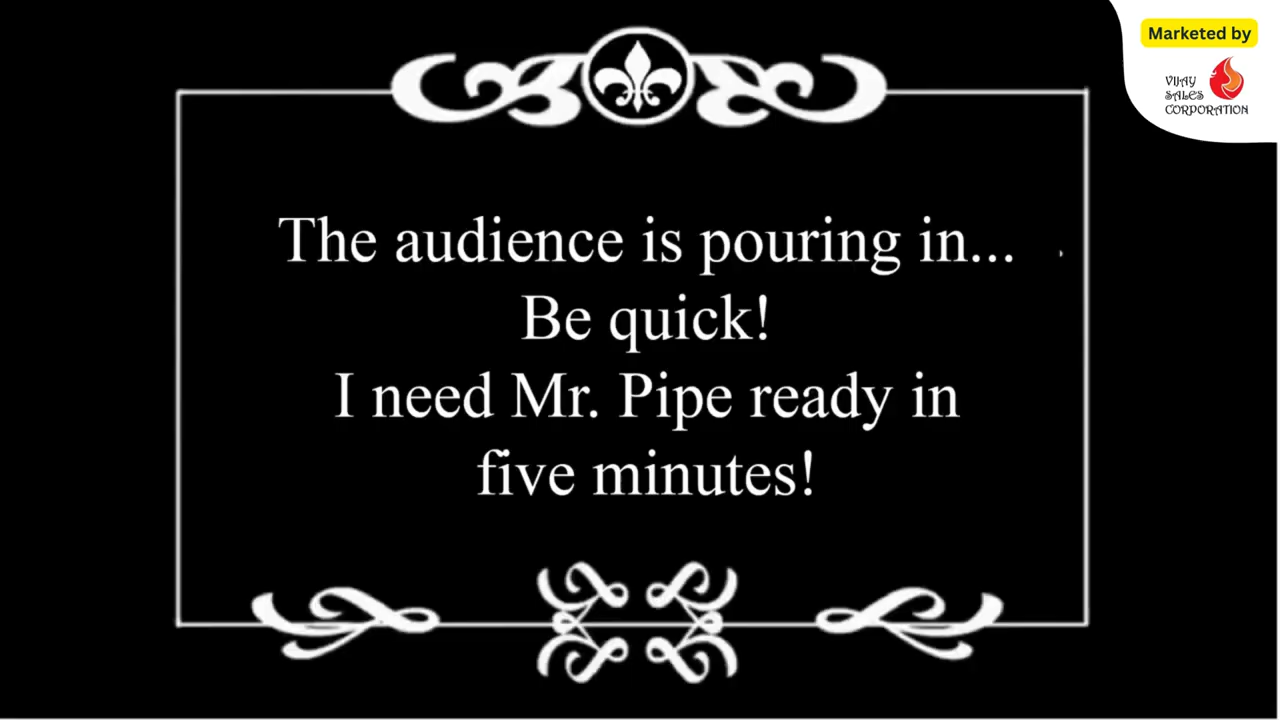 Marketed by
VIJAY
SALES
CORPORATION
The audience is pouring in...
Be quick!
I need Mr. Pipe ready in
five minutes!